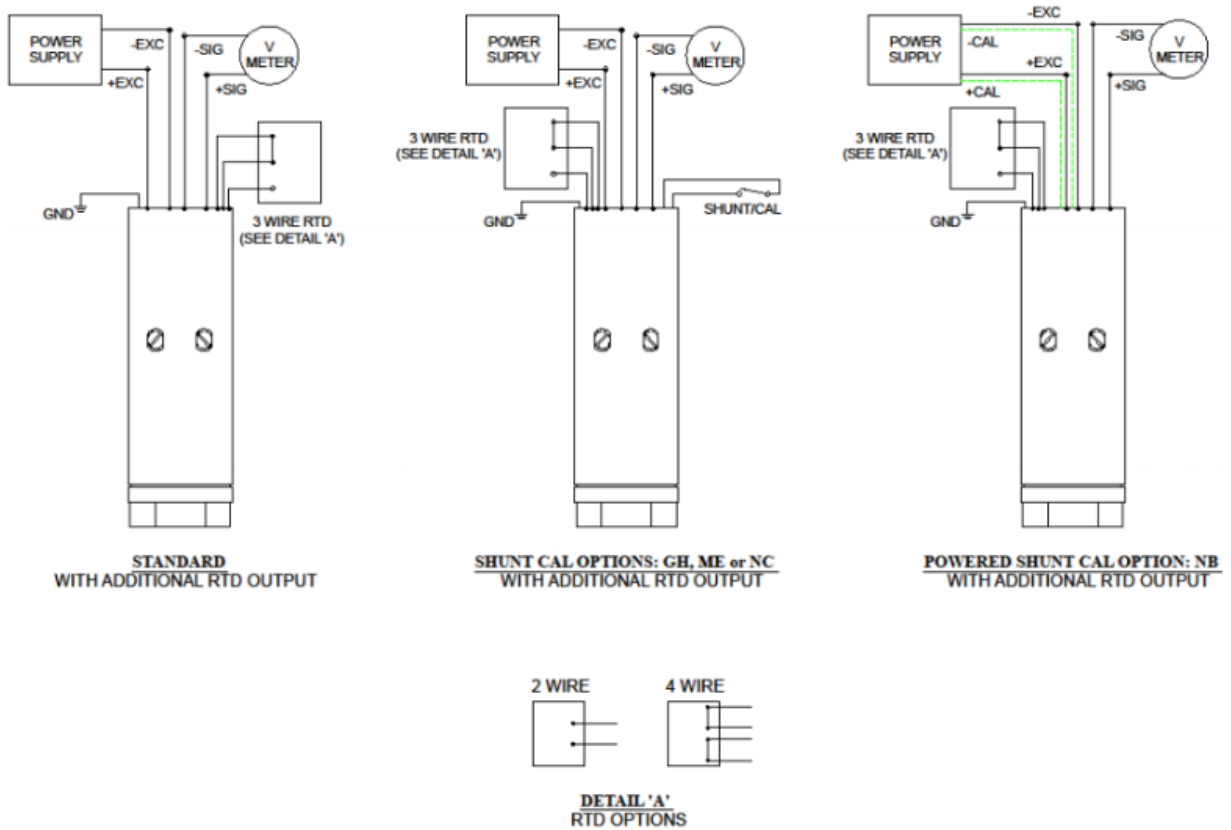 POWER
SUPPLY
-EXC
+EXC
-SIG
+SIG
V
METER
3 WIRE RTD
(SEE DETAIL 'A')
GND
STANDARD
WITH ADDITIONAL RTD OUTPUT
POWER
SUPPLY
-EXC
+EXC
-SIG
+SIG
V
METER
3 WIRE RTD
(SEE DETAIL 'A')
GND
SHUNT/CAL
SHUNT CAL OPTIONS: GH, ME or NC
WITH ADDITIONAL RTD OUTPUT
POWER
SUPPLY
-EXC
-CAL
+EXC
+CAL
-SIG
+SIG
V
METER
3 WIRE RTD
(SEE DETAIL 'A')
GND
POWERED SHUNT CAL OPTION: NB
WITH ADDITIONAL RTD OUTPUT
2 WIRE
4 WIRE
DETAIL 'A'
RTD OPTIONS